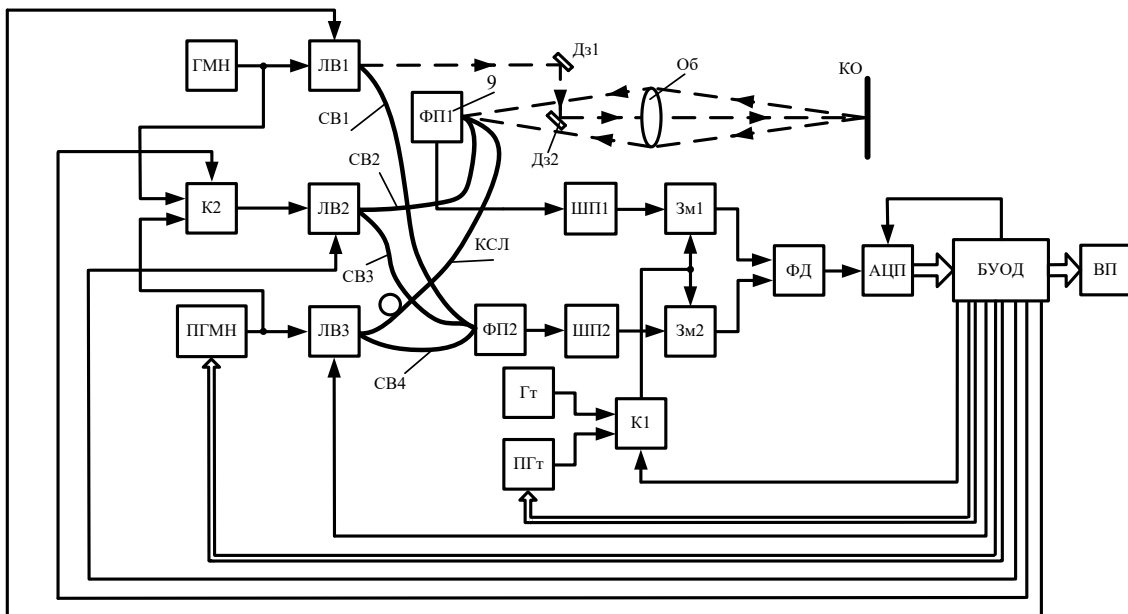 Дз1
ГМН
ЛВ1
Об
КО
9
СВ1
ФП1
Дз2
СВ2
К2
ЛВ2
ШП1
Зм1
СВ3
КСЛ
ФД
АЦП
БУОД
ВП
ПГМН
ЛВ3
ФП2
ШП2
Зм2
СВ4
Гт
К1
ПГт